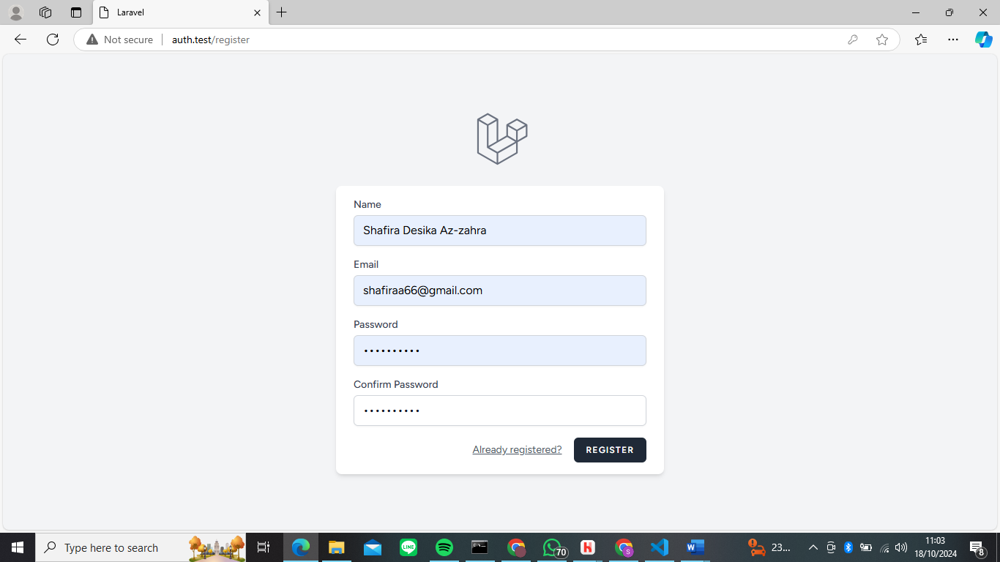 Laravel
Not secure
auth.test/register
Name
Shafira Desika Az-zahra
Email
shafiraa66@gmail.com
Password
••••••••••
Confirm Password
••••••••••
Already registered?
REGISTER
Type here to search
70
23...
11:03
18/10/2024
8